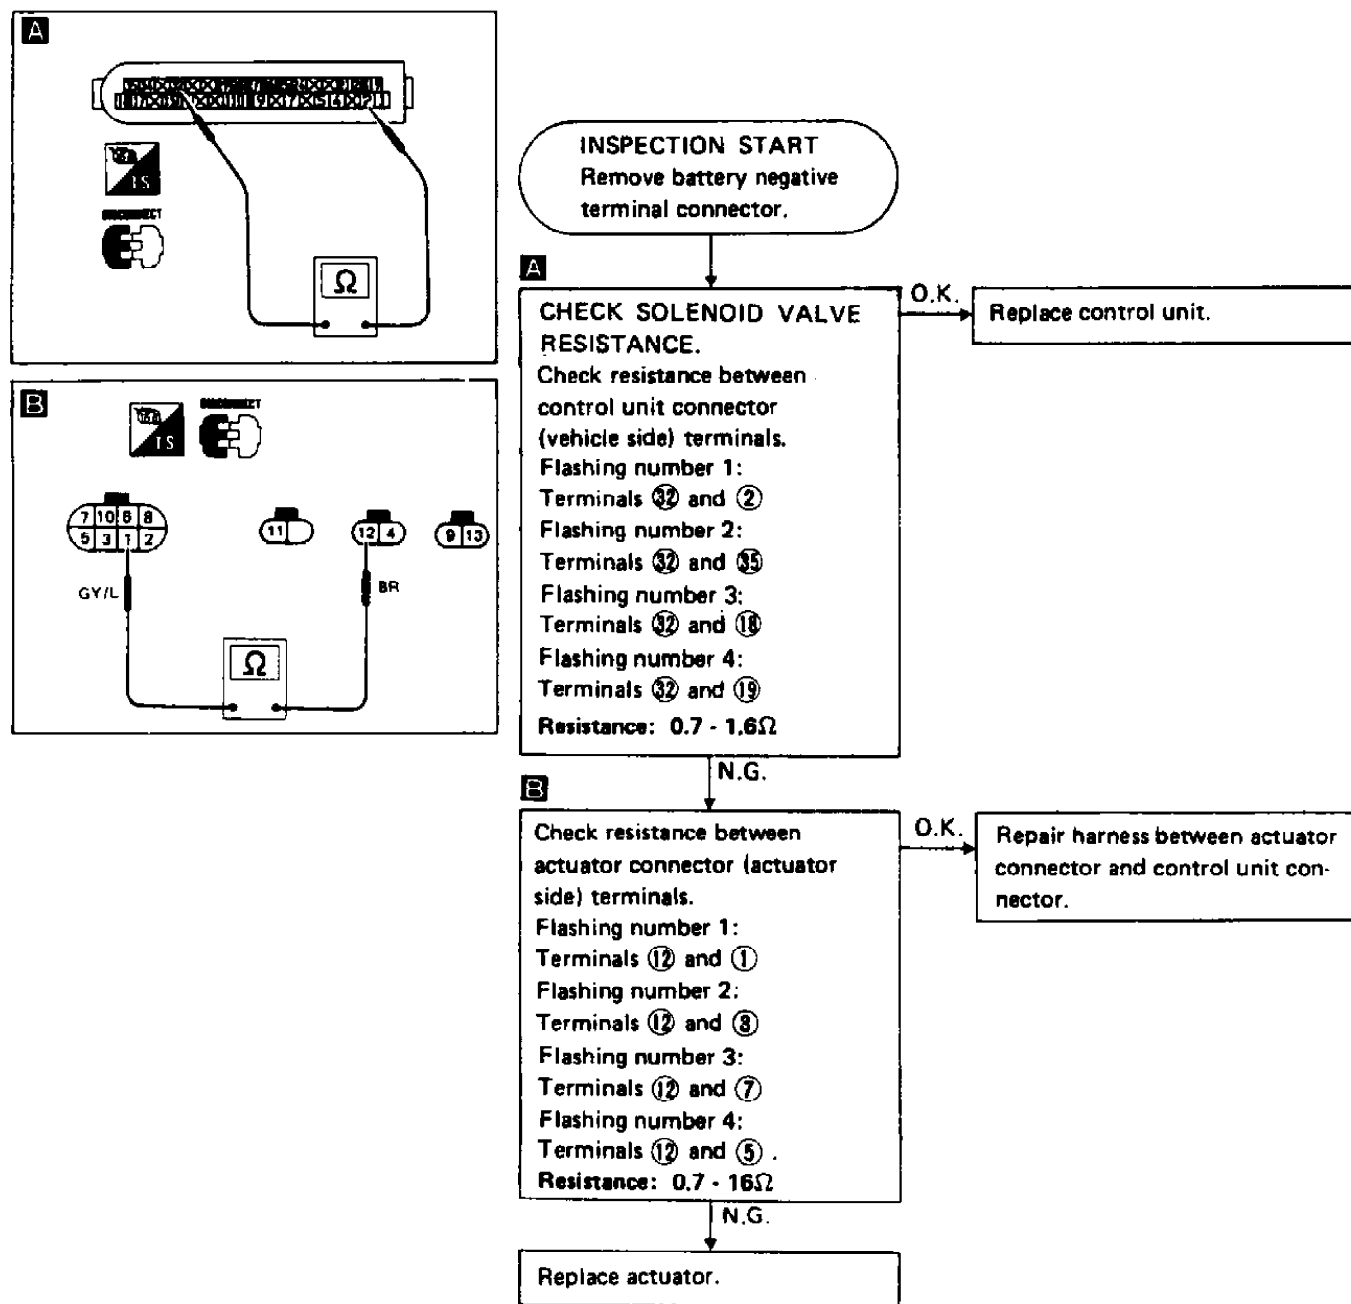 A
T.S
DISCONNECT
Ω
B
T.S
DISCONNECT
7 10 6 8
5 3 1 2
11
12 4
9 13
GY/L
BR
Ω
INSPECTION START
Remove battery negative
terminal connector.
A
CHECK SOLENOID VALVE
RESISTANCE.
Check resistance between
control unit connector
(vehicle side) terminals.
Flashing number 1:
Terminals ㉜ and ②
Flashing number 2:
Terminals ㉜ and ㉟
Flashing number 3:
Terminals ㉜ and ⑱
Flashing number 4:
Terminals ㉜ and ⑲
Resistance: 0.7 - 1.6Ω
O.K.
Replace control unit.
N.G.
B
Check resistance between
actuator connector (actuator
side) terminals.
Flashing number 1:
Terminals ⑫ and ①
Flashing number 2:
Terminals ⑫ and ⑧
Flashing number 3:
Terminals ⑫ and ⑦
Flashing number 4:
Terminals ⑫ and ⑤ .
Resistance: 0.7 - 16Ω
O.K.
Repair harness between actuator
connector and control unit con-
nector.
N.G.
Replace actuator.